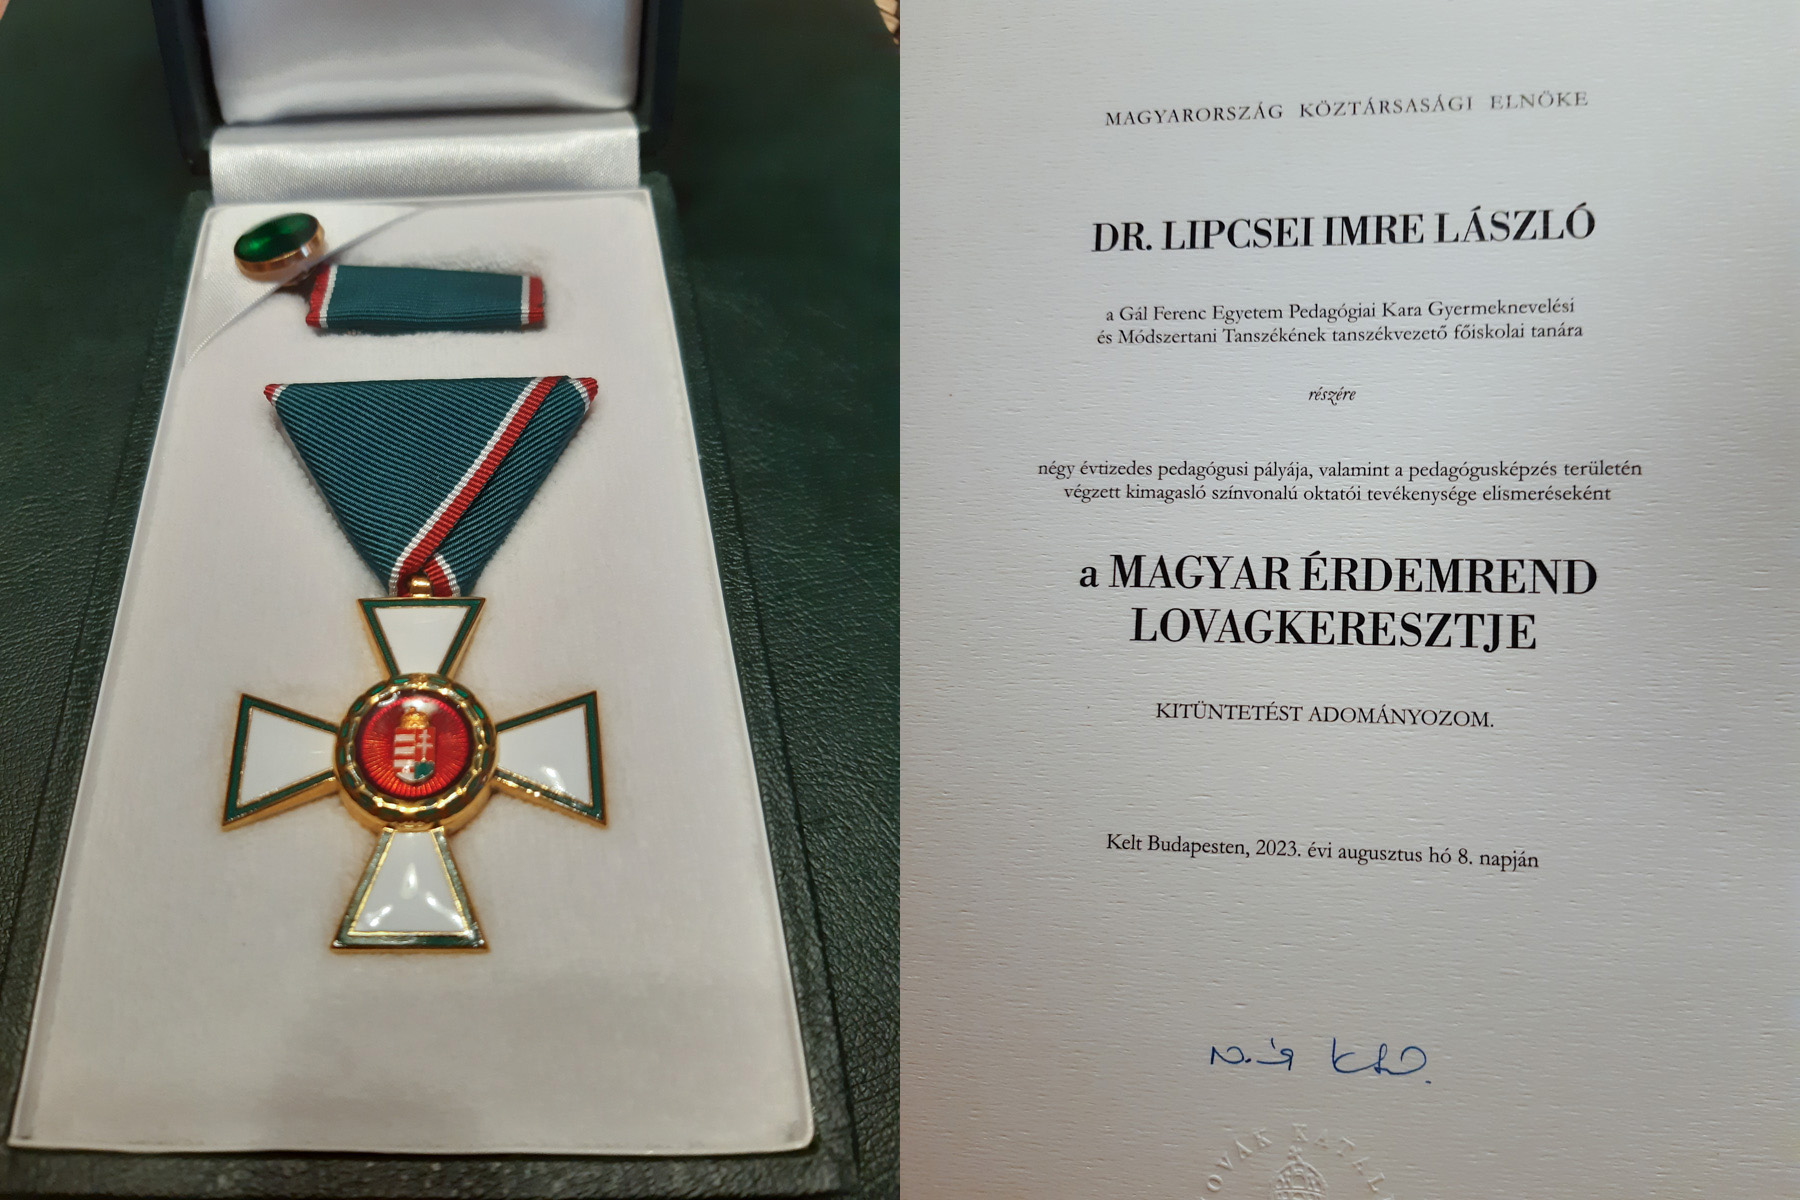 MAGYARORSZÁG KÖZTÁRSASÁGI ELNÖKE
DR. LIPCSEI IMRE LÁSZLÓ
a Gál Ferenc Egyetem Pedagógiai Kara Gyermeknevelési
és Módszertani Tanszékének tanszékvezető főiskolai tanára
részére
négy évtizedes pedagógusi pályája, valamint a pedagógusképzés területén
végzett kimagasló színvonalú oktatói tevékenysége elismeréseként
a MAGYAR ÉRDEMREND
LOVAGKERESZTJE
KITÜNTETÉST ADOMÁNYOZOM.
Kelt Budapesten, 2023. évi augusztus hó 8. napján